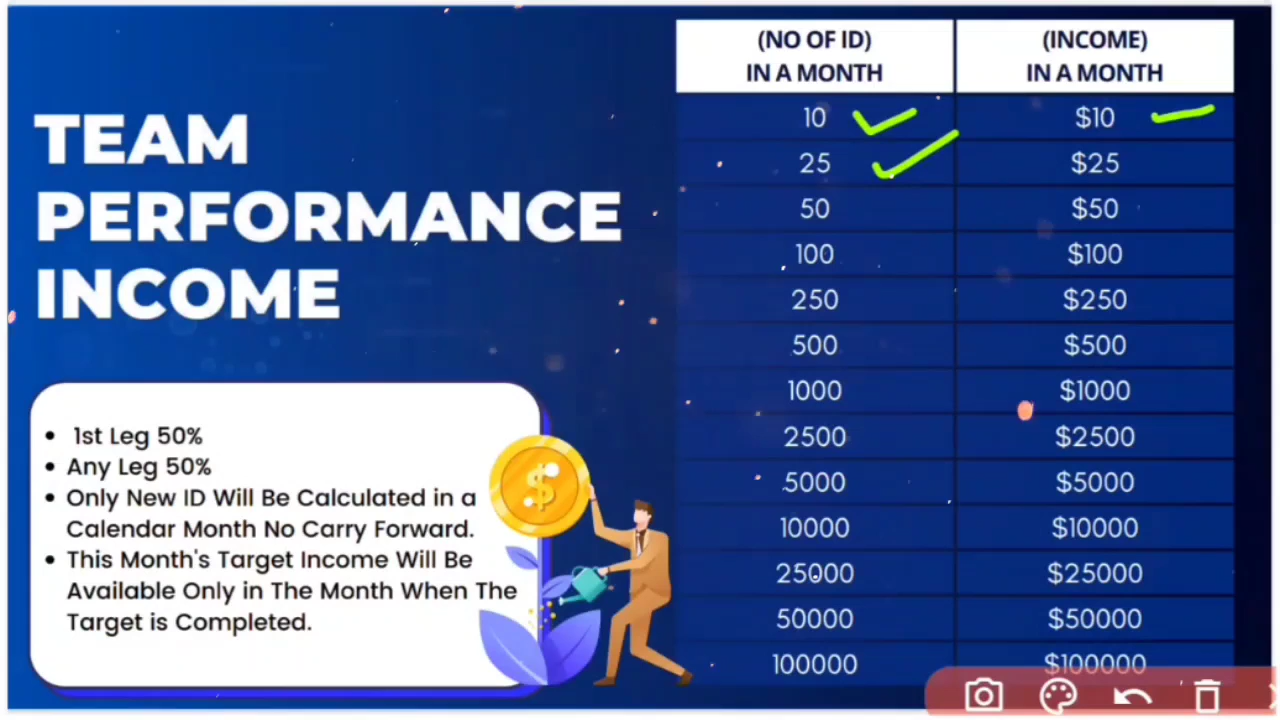 TEAM
PERFORMANCE
INCOME
1st Leg 50%
Any Leg 50%
Only New ID Will Be Calculated in a
Calendar Month No Carry Forward.
This Month's Target Income Will Be
Available Only in The Month When The
Target is Completed.
(NO OF ID) (INCOME)
IN A MONTH IN A MONTH
10 $10
25 $25
50 $50
100 $100
250 $250
500 $500
1000 $1000
2500 $2500
5000 $5000
10000 $10000
25000 $25000
50000 $50000
100000 $100000